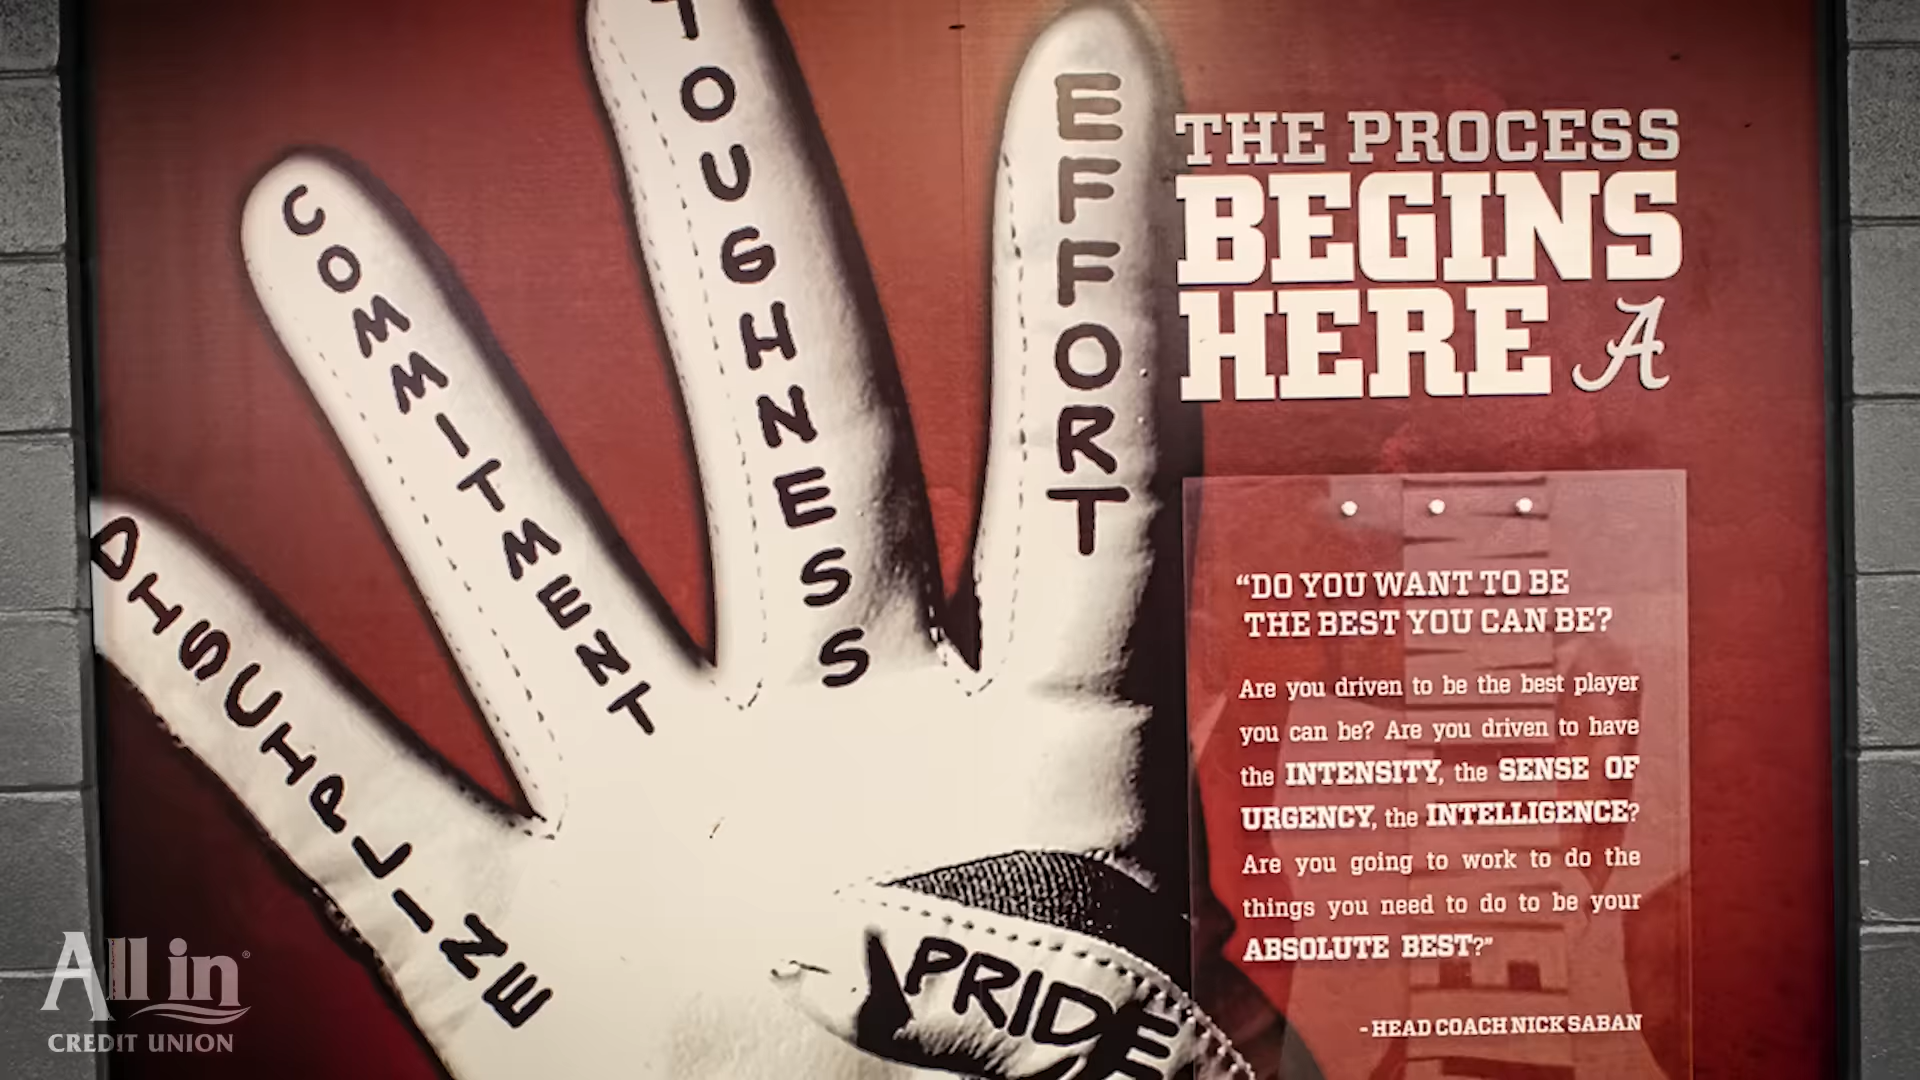 DISCIPLINE
COMMITMENT
TOUGHNESS
EFFORT
PRIDE
THE PROCESS
BEGINS
HERE A
“DO YOU WANT TO BE
THE BEST YOU CAN BE?
Are you driven to be the best player
you can be? Are you driven to have
the INTENSITY, the SENSE OF
URGENCY, the INTELLIGENCE?
Are you going to work to do the
things you need to do to be your
ABSOLUTE BEST?”
- HEAD COACH NICK SABAN
All in®
CREDIT UNION